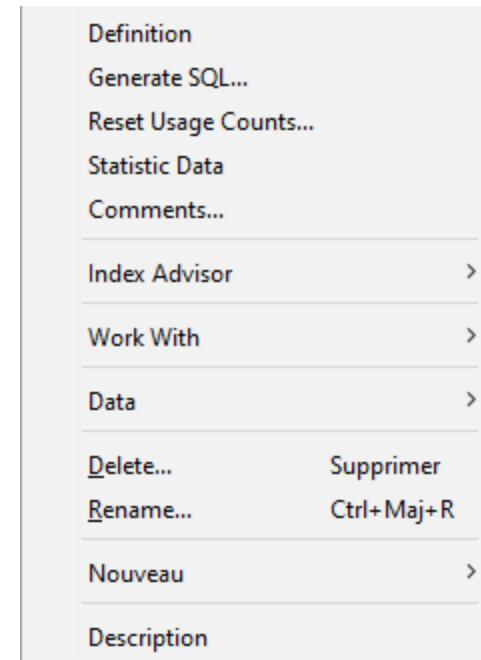 Definition
Generate SQL...
Reset Usage Counts...
Statistic Data
Comments...
Index Advisor
Work With
Data
Delete... Supprimer
Rename... Ctrl+Maj+R
Nouveau
Description